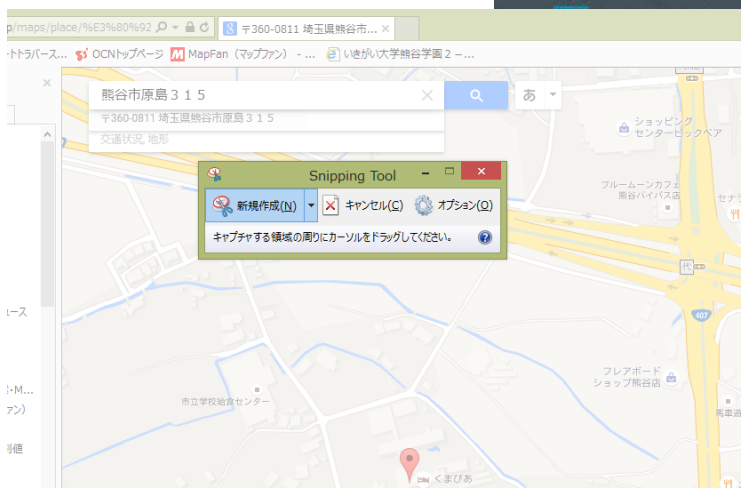 p/maps/place/%E3%80%92
〒360-0811 埼玉県熊谷市...
ートトラバース...
OCNトップページ
MapFan（マップファン） - ...
いきがい大学熊谷学園２－...
熊谷市原島３１５
あ
〒360-0811 埼玉県熊谷市原島３１５
交通状況, 地形
ショッピング
センタービックベア
Snipping Tool
新規作成(N)
キャンセル(C)
オプション(O)
キャプチャする領域の周りにカーソルをドラッグしてください。
ブルームーンカフェ
熊谷バイパス店
セナラ
代
ュース
407
フレアボード
ショップ熊谷店
・M...
ァン)
市立学校給食センター
馬車道
別値
くまぴあ